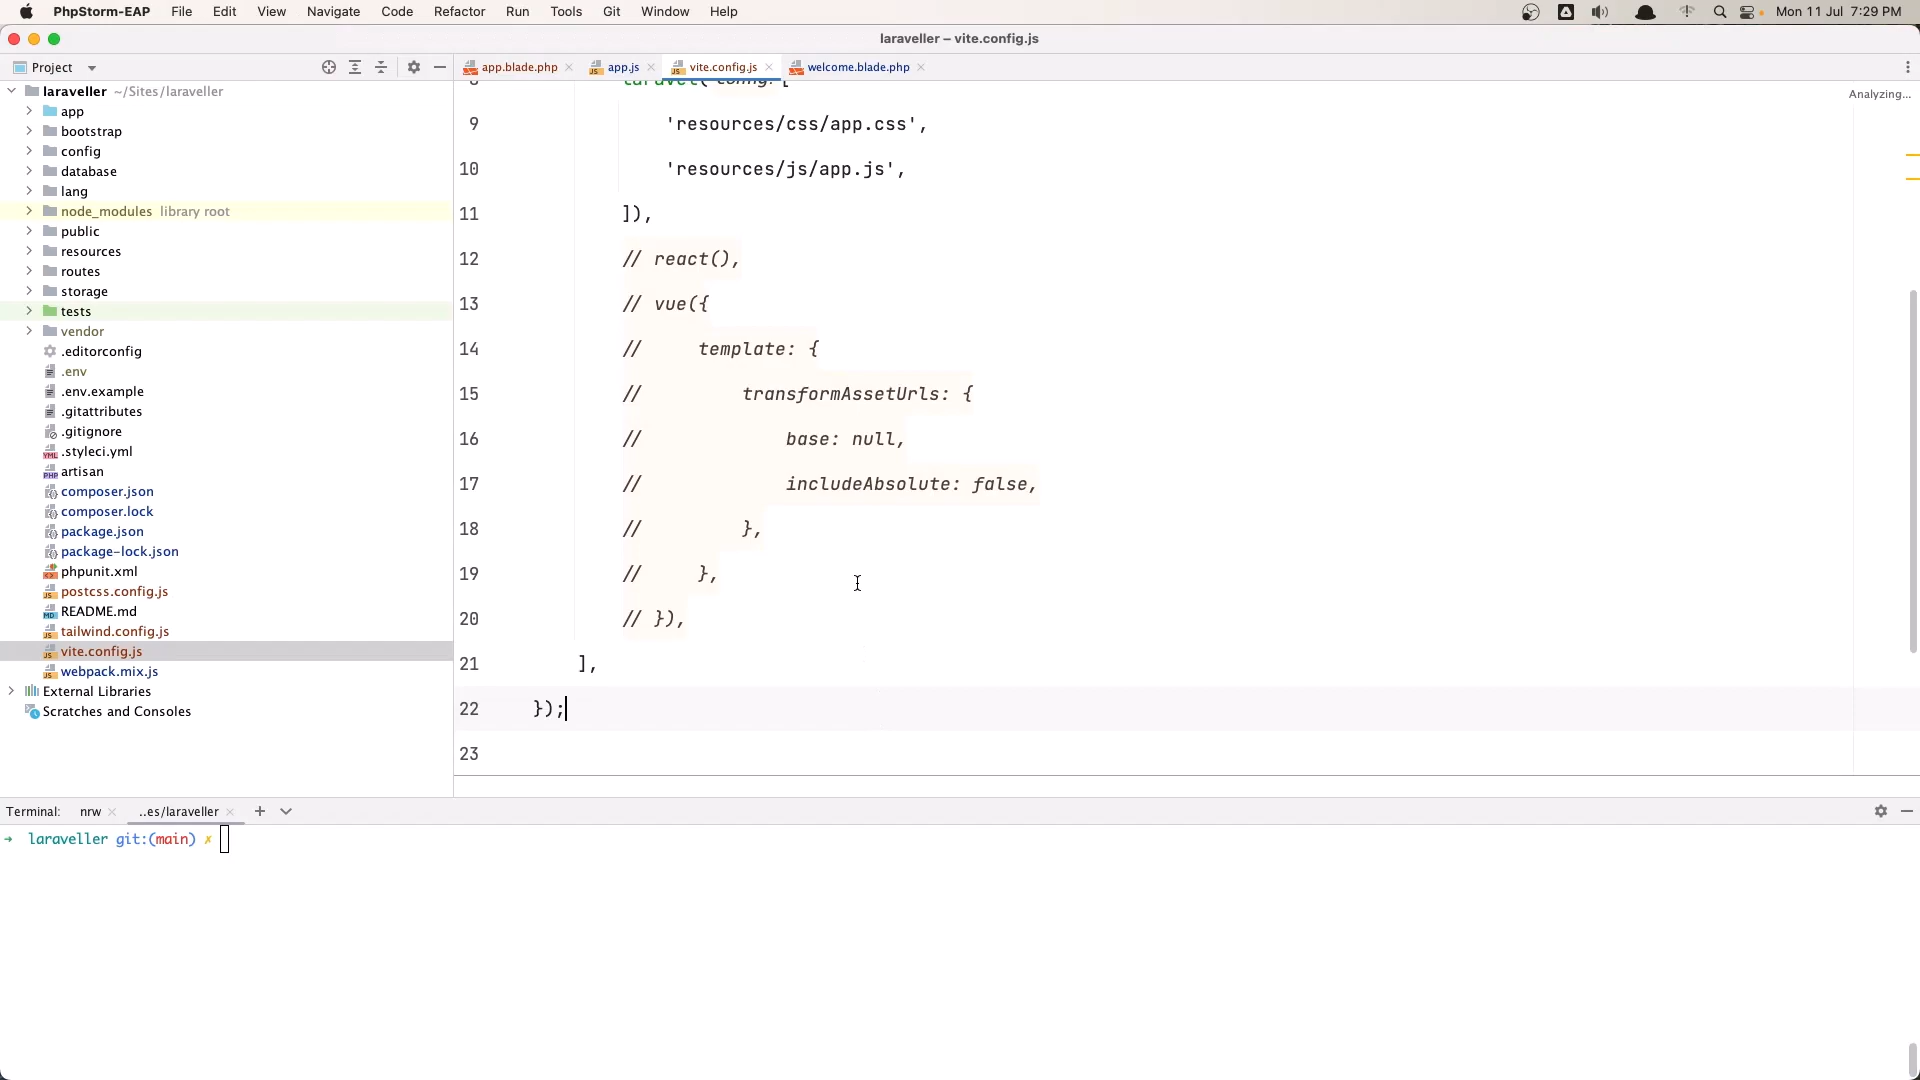 PhpStorm-EAP File Edit View Navigate Code Refactor Run Tools Git Window Help Mon 11 Jul 7:29 PM
laraveller – vite.config.js
Project
app.blade.php app.js vite.config.js welcome.blade.php
laraveller ~/Sites/laraveller
app
bootstrap
config
database
lang
node_modules library root
public
resources
routes
storage
tests
vendor
.editorconfig
.env
.env.example
.gitattributes
.gitignore
.styleci.yml
artisan
composer.json
composer.lock
package.json
package-lock.json
phpunit.xml
postcss.config.js
README.md
tailwind.config.js
vite.config.js
webpack.mix.js
External Libraries
Scratches and Consoles
Analyzing...
8 laravel( config: [
9 'resources/css/app.css',
10 'resources/js/app.js',
11 ]),
12 // react(),
13 // vue({
14 // template: {
15 // transformAssetUrls: {
16 // base: null,
17 // includeAbsolute: false,
18 // },
19 // },
20 // }),
21 ],
22 });
23
Terminal: nrw ..es/laraveller
→ laraveller git:(main) ✗